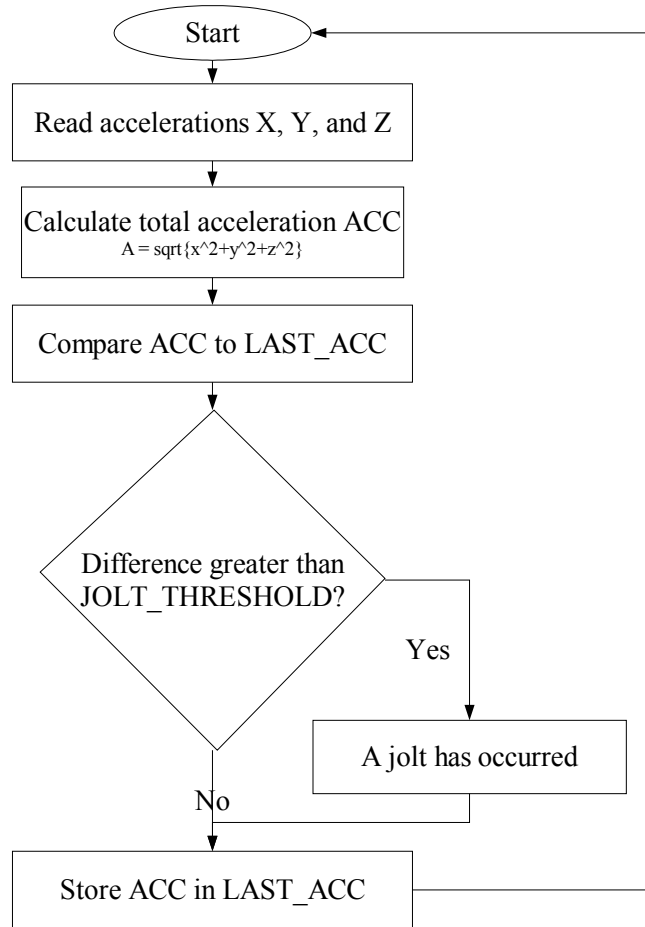 Start
Read accelerations X, Y, and Z
Calculate total acceleration ACC
A = sqrt{x^2+y^2+z^2}
Compare ACC to LAST_ACC
Difference greater than
JOLT_THRESHOLD?
Yes
A jolt has occurred
No
Store ACC in LAST_ACC